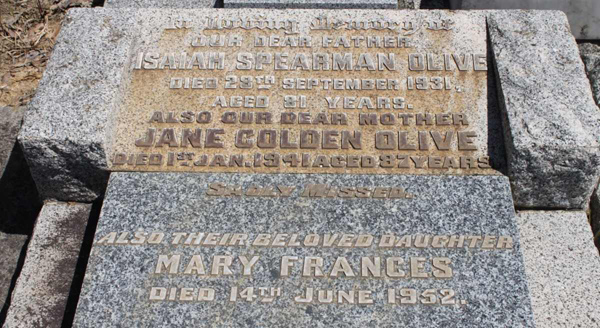 In Loving Memory of
OUR DEAR FATHER
ISAIAH SPEARMAN OLIVE
DIED 29TH SEPTEMBER 1931,
AGED 81 YEARS.
ALSO OUR DEAR MOTHER
JANE GOLDEN OLIVE
DIED 1ST JAN. 1941 AGED 87 YEARS
SADLY MISSED.
ALSO THEIR BELOVED DAUGHTER
MARY FRANCES
DIED 14TH JUNE 1952.